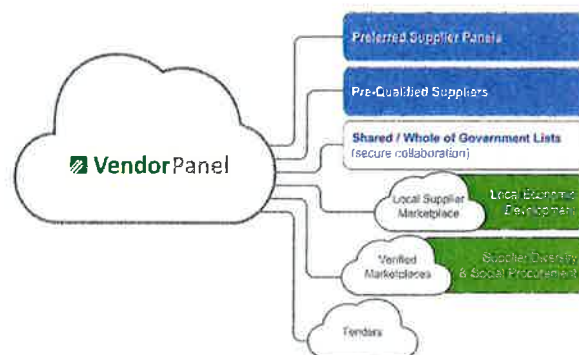 VendorPanel
Preferred Supplier Panels
Pre-Qualified Suppliers
Shared / Whole of Government Lists
(secure collaboration)
Local Supplier
Marketplace
Local Economic
Development
Verified
Marketplaces
Supplier Diversity
& Social Procurement
Tenders